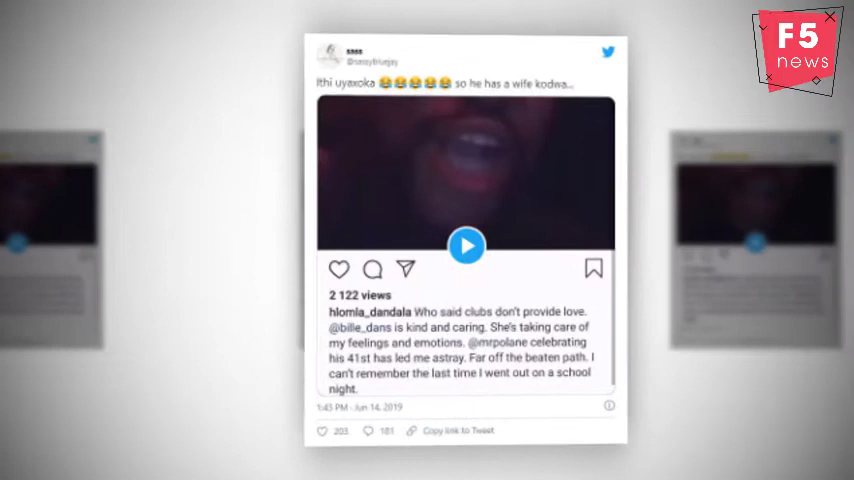 F5
news
ssss
@sassybluejay
Ithi uyaxoka 😂😂😂😂😂 so he has a wife kodwa...
2 122 views
hlomla_dandala Who said clubs don't provide love.
@bille_dans is kind and caring. She's taking care of
my feelings and emotions. @mrpolane celebrating
his 41st has led me astray. Far off the beaten path. I
can't remember the last time I went out on a school
night.
1:43 PM · Jun 14, 2019
203 181 Copy link to Tweet